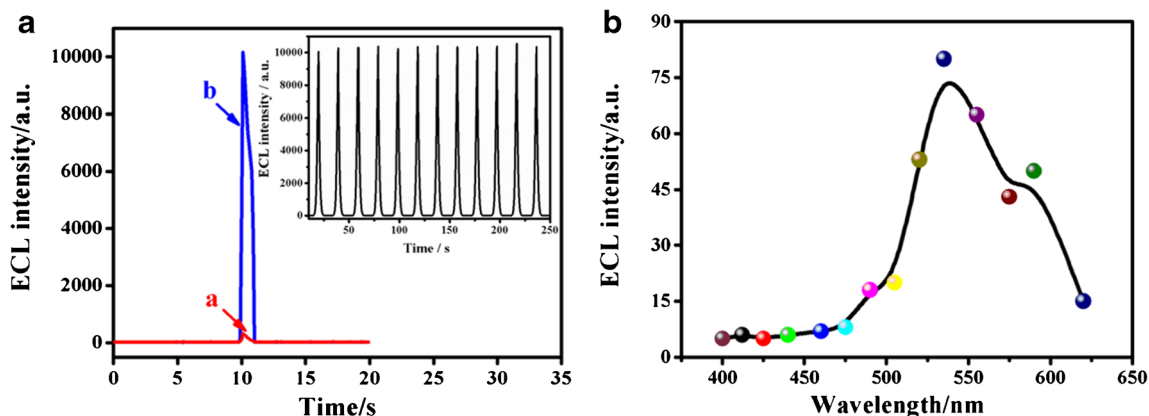 a
ECL intensity/a.u.
10000
8000
6000
4000
2000
0
0 5 10 15 20 25 30 35
Time/s
b
a
ECL intensity / a.u.
10000
8000
6000
4000
2000
0
50 100 150 200 250
Time / s
b
ECL intensity/a.u.
90
75
60
45
30
15
0
400 450 500 550 600 650
Wavelength/nm